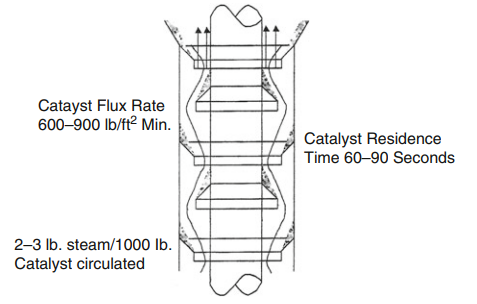 Catayst Flux Rate
600–900 lb/ft² Min.
Catalyst Residence
Time 60–90 Seconds
2–3 lb. steam/1000 lb.
Catalyst circulated